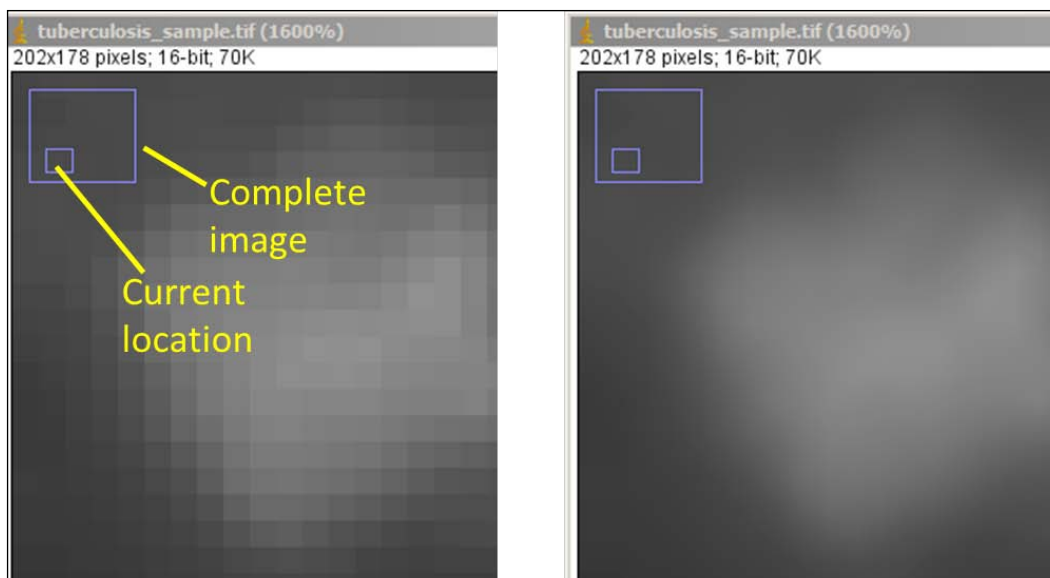 tuberculosis_sample.tif (1600%)
202x178 pixels; 16-bit; 70K
Complete
image
Current
location
tuberculosis_sample.tif (1600%)
202x178 pixels; 16-bit; 70K